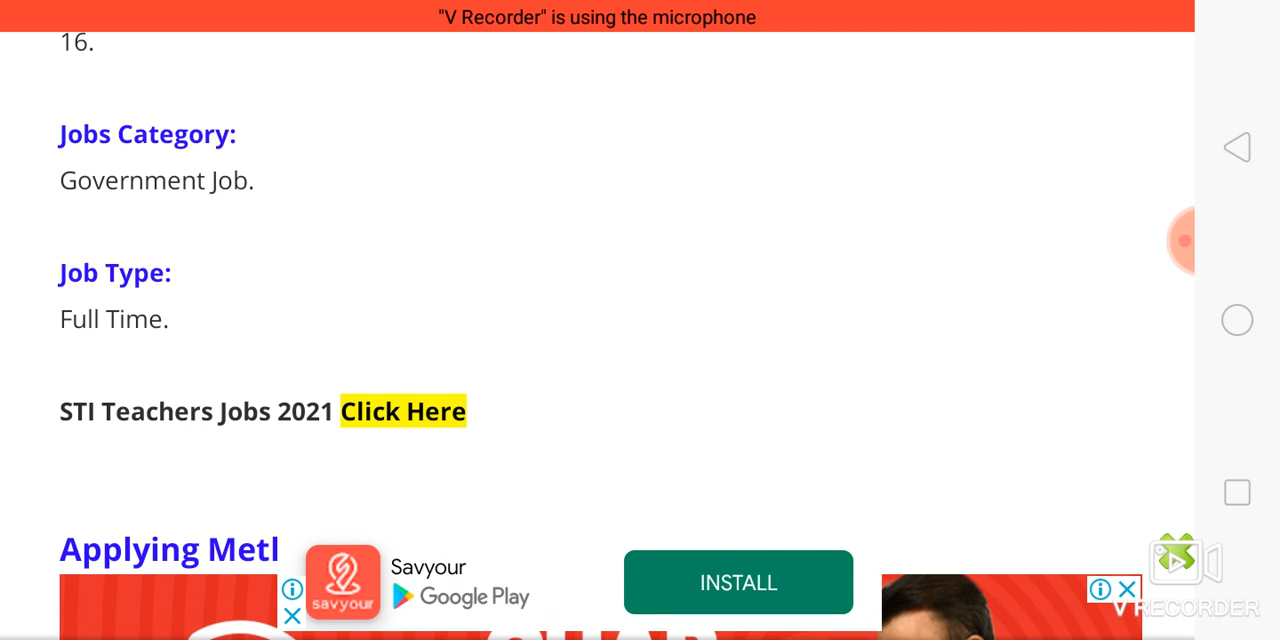 "V Recorder" is using the microphone
16.
Jobs Category:
Government Job.
Job Type:
Full Time.
STI Teachers Jobs 2021 Click Here
Applying
Savyour
savyour
Google Play
INSTALL
V RECORDER